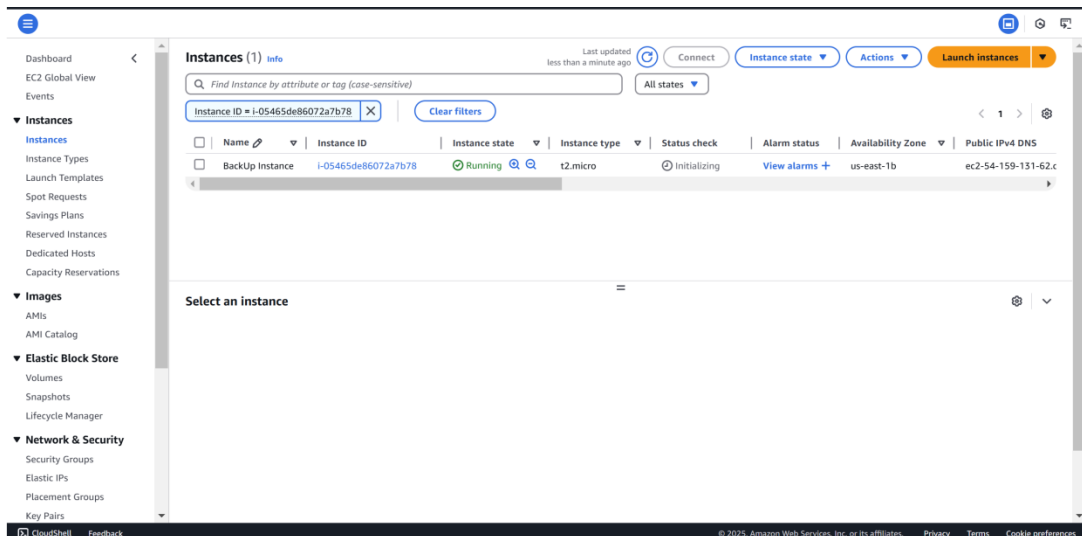 Dashboard
EC2 Global View
Events
Instances
Instances
Instance Types
Launch Templates
Spot Requests
Savings Plans
Reserved Instances
Dedicated Hosts
Capacity Reservations
Images
AMIs
AMI Catalog
Elastic Block Store
Volumes
Snapshots
Lifecycle Manager
Network & Security
Security Groups
Elastic IPs
Placement Groups
Key Pairs
Instances (1) Info
Last updated
less than a minute ago
Connect
Instance state
Actions
Launch instances
Find Instance by attribute or tag (case-sensitive)
All states
Instance ID = i-05465de86072a7b78
Clear filters
1
Name Instance ID Instance state Instance type Status check Alarm status Availability Zone Public IPv4 DNS
BackUp Instance i-05465de86072a7b78 Running t2.micro Initializing View alarms + us-east-1b ec2-54-159-131-62.c
Select an instance
CloudShell Feedback © 2025, Amazon Web Services, Inc. or its affiliates. Privacy Terms Cookie preferences